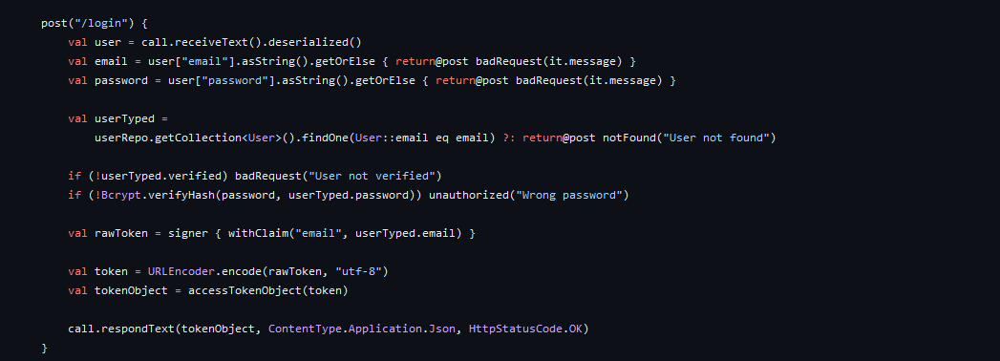 post("/login") {
    val user = call.receiveText().deserialized()
    val email = user["email"].asString().getOrElse { return@post badRequest(it.message) }
    val password = user["password"].asString().getOrElse { return@post badRequest(it.message) }

    val userTyped =
        userRepo.getCollection<User>().findOne(User::email eq email) ?: return@post notFound("User not found")

    if (!userTyped.verified) badRequest("User not verified")
    if (!Bcrypt.verifyHash(password, userTyped.password)) unauthorized("Wrong password")

    val rawToken = signer { withClaim("email", userTyped.email) }

    val token = URLEncoder.encode(rawToken, "utf-8")
    val tokenObject = accessTokenObject(token)

    call.respondText(tokenObject, ContentType.Application.Json, HttpStatusCode.OK)
}